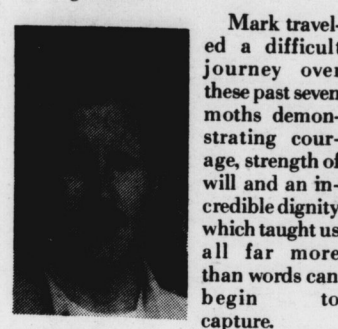 Mark travel-
ed a difficult
journey over
these past seven
moths demon-
strating cour-
age, strength of
will and an in-
credible dignity
which taught us
all far more
than words can
begin to
capture.